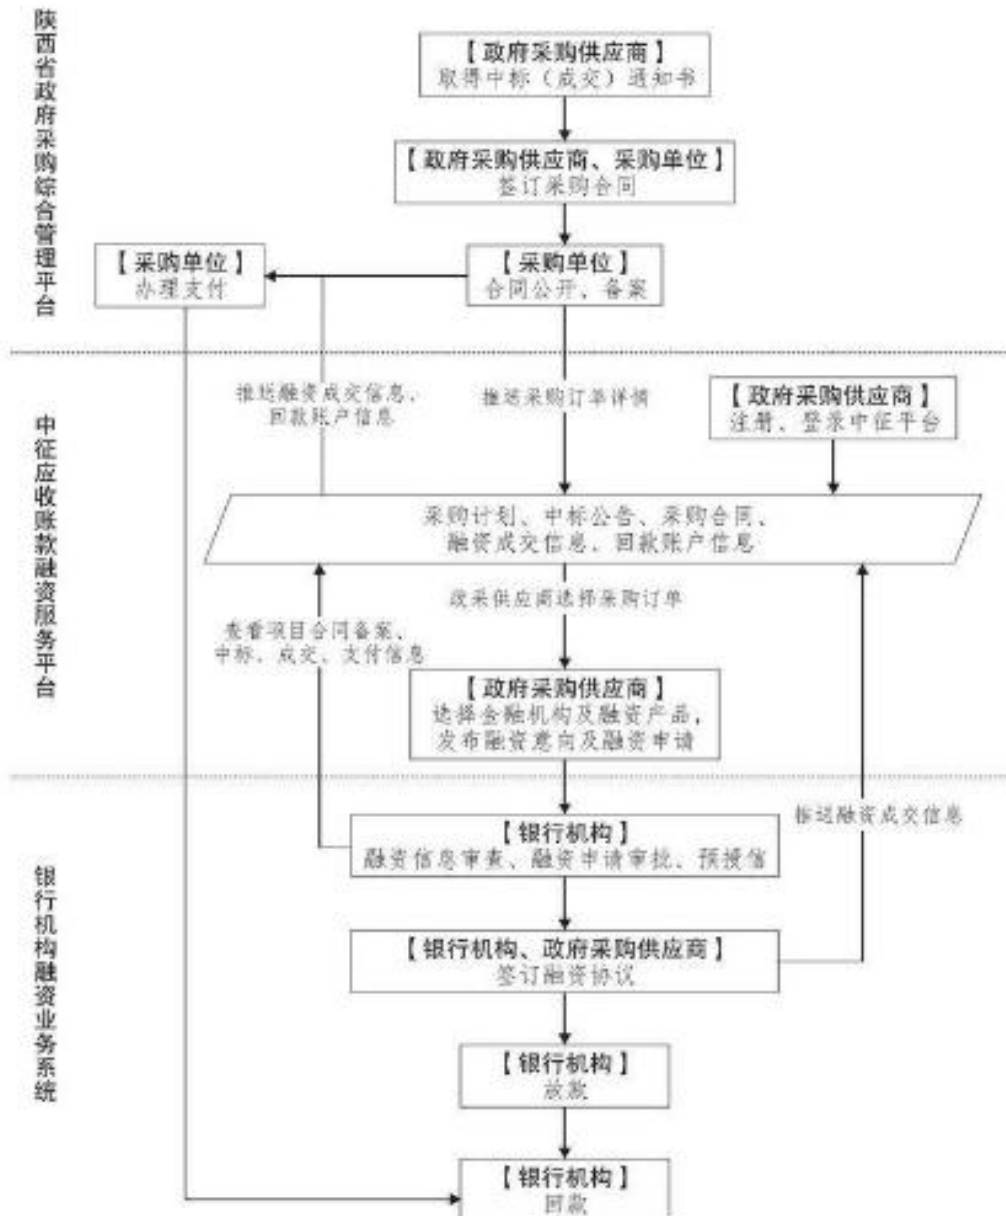 陕西省政府采购综合管理平台
【政府采购供应商】
取得中标（成交）通知书
【政府采购供应商、采购单位】
签订采购合同
【采购单位】
办理支付
【采购单位】
合同公开、备案
中征应收账款融资服务平台
推送融资成交信息、
回款账户信息
推送采购订单详情
【政府采购供应商】
注册、登录中征平台
采购计划、中标公告、采购合同、
融资成交信息、回款账户信息
政采供应商选择采购订单
查看项目合同备案、
中标、成交、支付信息
【政府采购供应商】
选择金融机构及融资产品，
发布融资意向及融资申请
银行机构融资业务系统
推送融资成交信息
【银行机构】
融资信息审查、融资申请审批、预授信
【银行机构、政府采购供应商】
签订融资协议
【银行机构】
放款
【银行机构】
回款